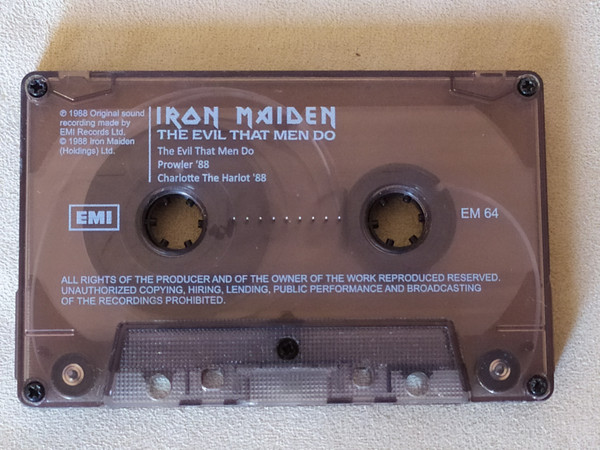 ℗ 1988 Original sound
recording made by
EMI Records Ltd.
© 1988 Iron Maiden
(Holdings) Ltd.
IRON MAIDEN
THE EVIL THAT MEN DO
The Evil That Men Do
Prowler '88
Charlotte The Harlot '88
EMI
EM 64
ALL RIGHTS OF THE PRODUCER AND OF THE OWNER OF THE WORK REPRODUCED RESERVED.
UNAUTHORIZED COPYING, HIRING, LENDING, PUBLIC PERFORMANCE AND BROADCASTING
OF THE RECORDINGS PROHIBITED.